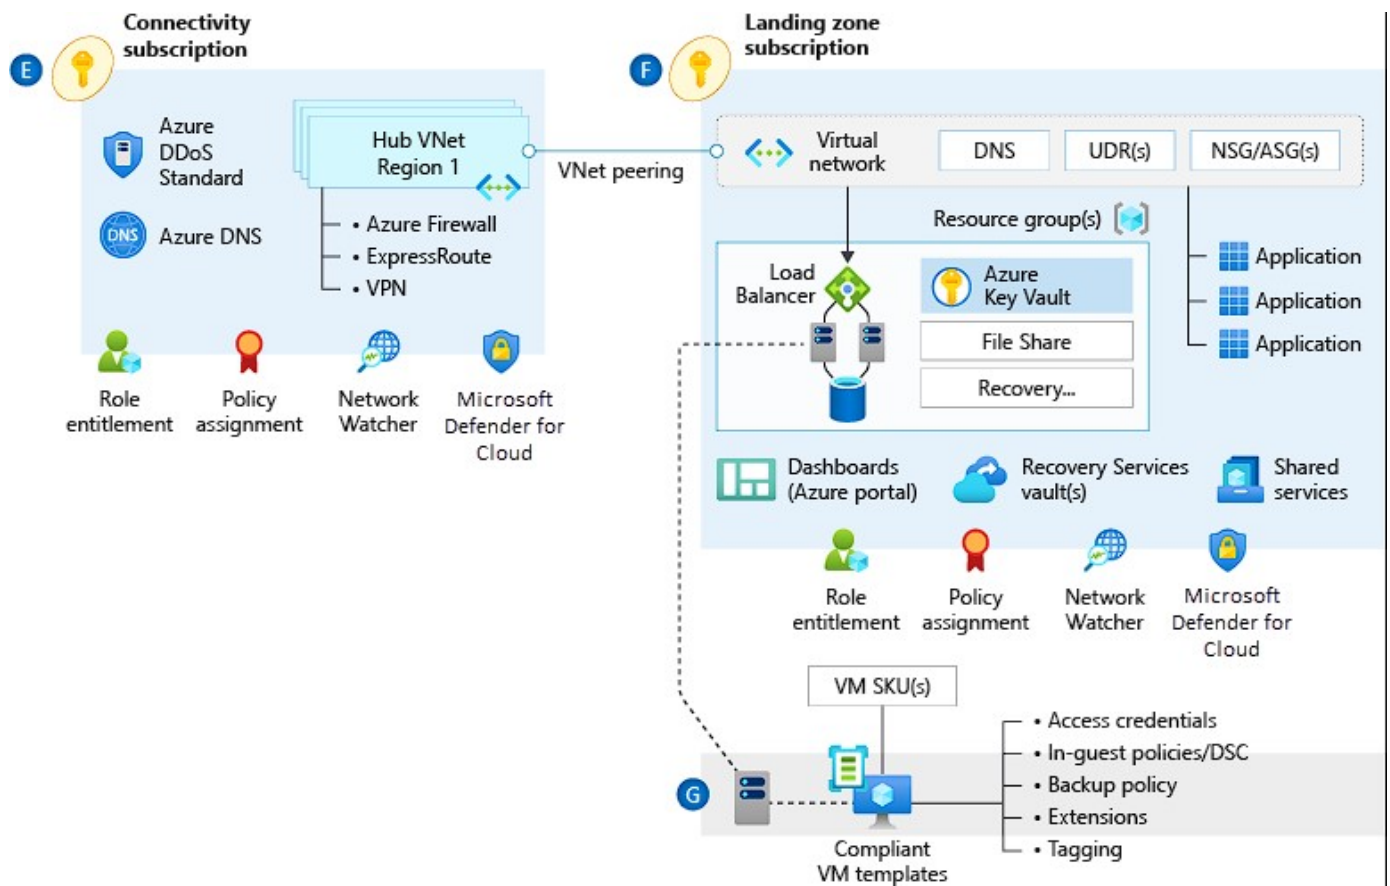 Connectivity
subscription
E
Azure
DDoS
Standard
DNS
Azure DNS
Hub VNet
Region 1
• Azure Firewall
• ExpressRoute
• VPN
VNet peering
Role
entitlement
Policy
assignment
Network
Watcher
Microsoft
Defender for
Cloud
Landing zone
subscription
F
Virtual
network
DNS
UDR(s)
NSG/ASG(s)
Resource group(s)
Load
Balancer
Azure
Key Vault
File Share
Recovery...
Application
Application
Application
Dashboards
(Azure portal)
Recovery Services
vault(s)
Shared
services
Role
entitlement
Policy
assignment
Network
Watcher
Microsoft
Defender for
Cloud
VM SKU(s)
G
Compliant
VM templates
• Access credentials
• In-guest policies/DSC
• Backup policy
• Extensions
• Tagging